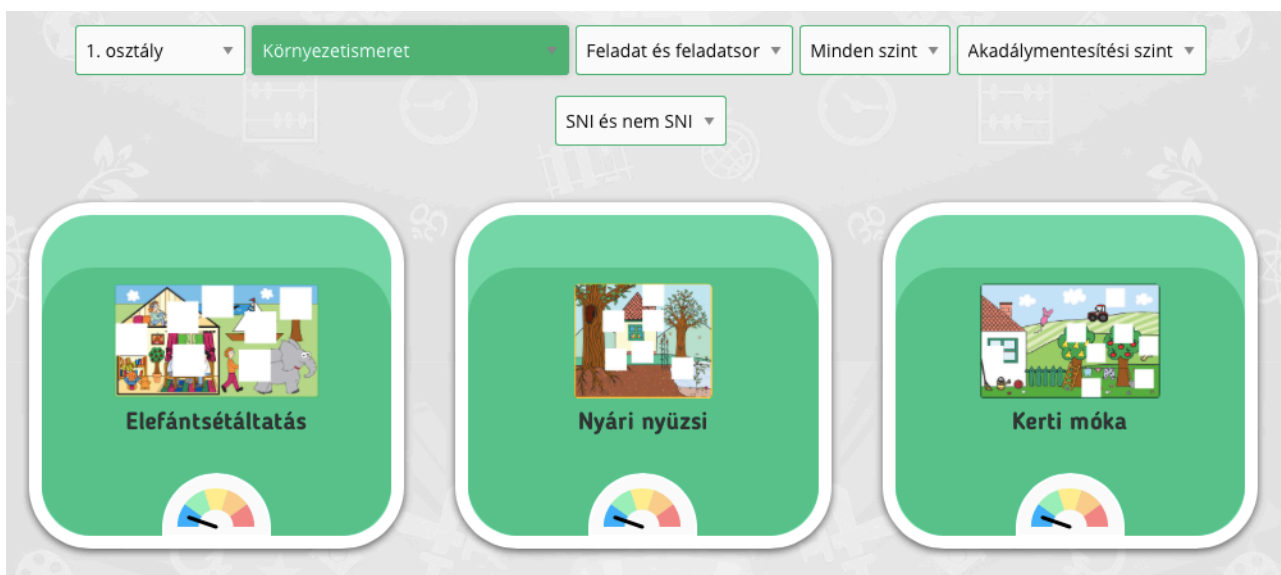 1. osztály
Környezetismeret
Feladat és feladatsor
Minden szint
Akadálymentesítési szint
SNI és nem SNI
Elefántsétáltatás
Nyári nyüzsi
Kerti móka